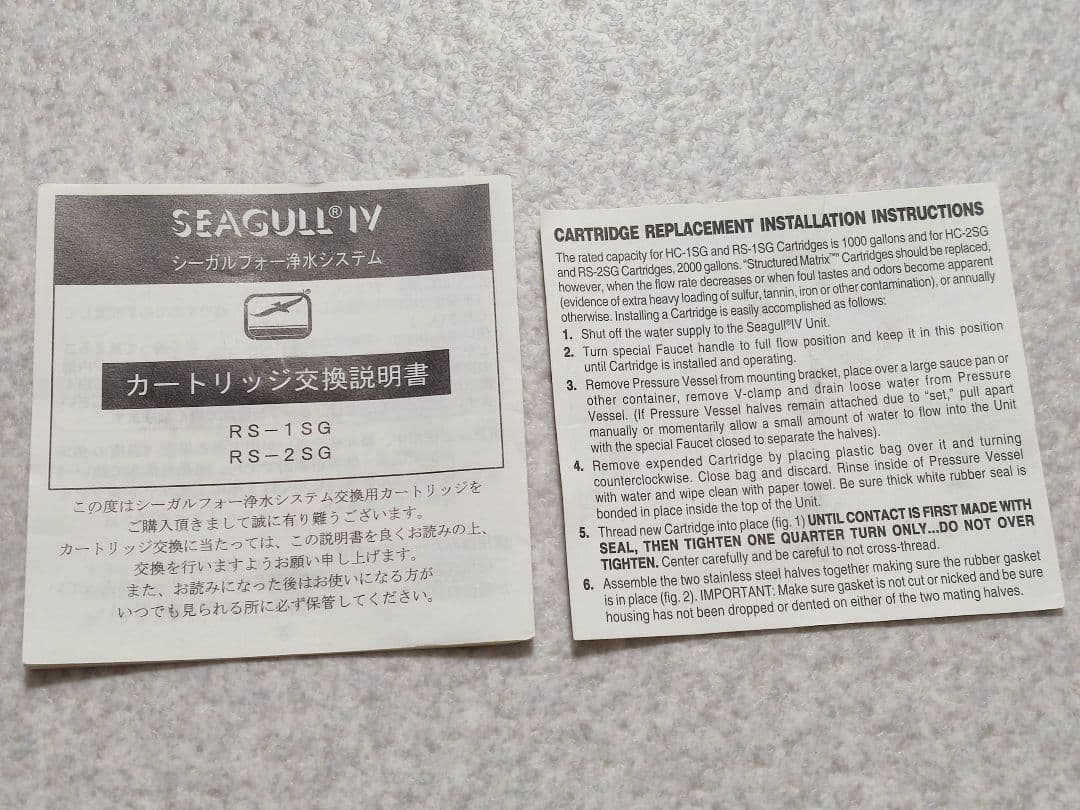 SEAGULL® IV
シーガルフォー浄水システム
®
カートリッジ交換説明書
RS-1SG
RS-2SG
この度はシーガルフォー浄水システム交換用カートリッジを
ご購入頂きまして誠に有り難うございます。
カートリッジ交換に当たっては、この説明書を良くお読みの上、
交換を行いますようお願い申し上げます。
また、お読みになった後はお使いになる方が
いつでも見られる所に必ず保管してください。
CARTRIDGE REPLACEMENT INSTALLATION INSTRUCTIONS
The rated capacity for HC-1SG and RS-1SG Cartridges is 1000 gallons and for HC-2SG
and RS-2SG Cartridges, 2000 gallons. “Structured Matrix™” Cartridges should be replaced,
however, when the flow rate decreases or when foul tastes and odors become apparent
(evidence of extra heavy loading of sulfur, tannin, iron or other contamination), or annually
otherwise. Installing a Cartridge is easily accomplished as follows:
1. Shut off the water supply to the Seagull®IV Unit.
2. Turn special Faucet handle to full flow position and keep it in this position
until Cartridge is installed and operating.
3. Remove Pressure Vessel from mounting bracket, place over a large sauce pan or
other container, remove V-clamp and drain loose water from Pressure
Vessel. (If Pressure Vessel halves remain attached due to “set,” pull apart
manually or momentarily allow a small amount of water to flow into the Unit
with the special Faucet closed to separate the halves).
4. Remove expended Cartridge by placing plastic bag over it and turning
counterclockwise. Close bag and discard. Rinse inside of Pressure Vessel
with water and wipe clean with paper towel. Be sure thick white rubber seal is
bonded in place inside the top of the Unit.
5. Thread new Cartridge into place (fig. 1) UNTIL CONTACT IS FIRST MADE WITH
SEAL, THEN TIGHTEN ONE QUARTER TURN ONLY...DO NOT OVER
TIGHTEN. Center carefully and be careful to not cross-thread.
6. Assemble the two stainless steel halves together making sure the rubber gasket
is in place (fig. 2). IMPORTANT: Make sure gasket is not cut or nicked and be sure
housing has not been dropped or dented on either of the two mating halves.